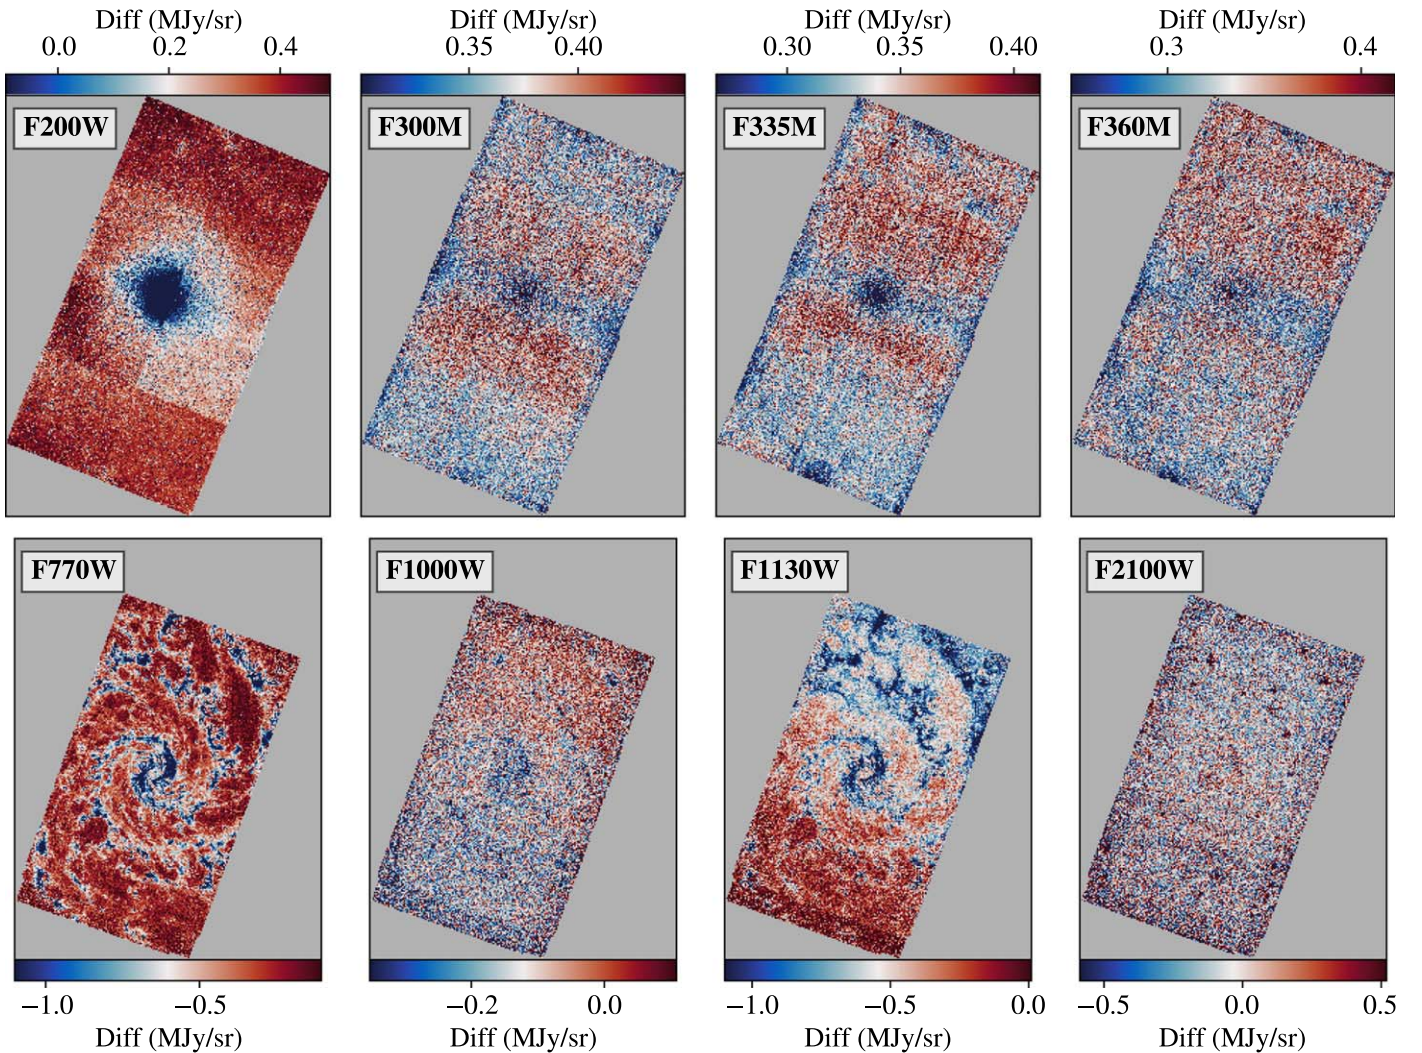 Diff (MJy/sr) Diff (MJy/sr) Diff (MJy/sr) Diff (MJy/sr)
0.0 0.2 0.4 0.35 0.40 0.30 0.35 0.40 0.3 0.4
F200W F300M F335M F360M
F770W F1000W F1130W F2100W
−1.0 −0.5 −0.2 0.0 −1.0 −0.5 0.0 −0.5 0.0 0.5
Diff (MJy/sr) Diff (MJy/sr) Diff (MJy/sr) Diff (MJy/sr)